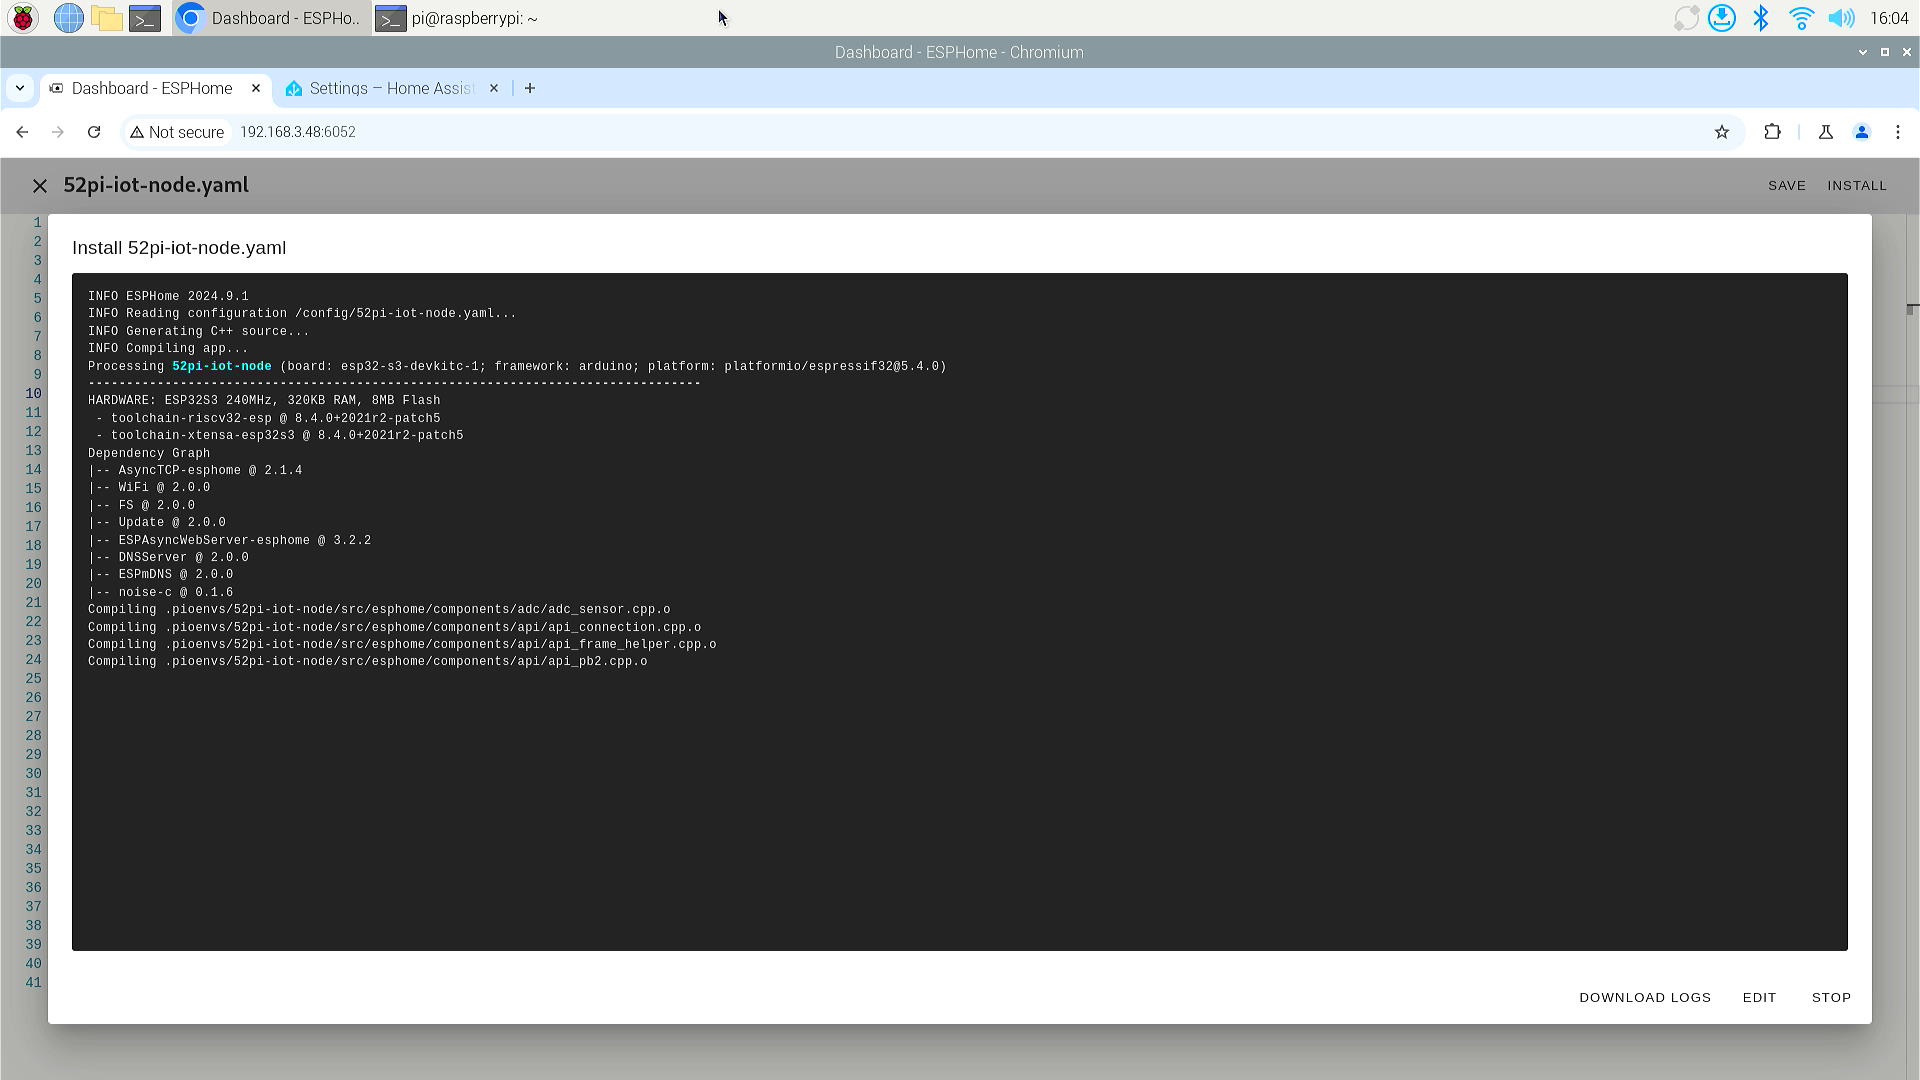 Dashboard - ESPHo..
pi@raspberrypi: ~
16:04
Dashboard - ESPHome - Chromium
Dashboard - ESPHome
Settings – Home Assist
Not secure
192.168.3.48:6052
52pi-iot-node.yaml
SAVE
INSTALL
1
2
3
4
5
6
7
8
9
10
11
12
13
14
15
16
17
18
19
20
21
22
23
24
25
26
27
28
29
30
31
32
33
34
35
36
37
38
39
40
41
Install 52pi-iot-node.yaml
INFO ESPHome 2024.9.1
INFO Reading configuration /config/52pi-iot-node.yaml...
INFO Generating C++ source...
INFO Compiling app...
Processing 52pi-iot-node (board: esp32-s3-devkitc-1; framework: arduino; platform: platformio/espressif32@5.4.0)
--------------------------------------------------------------------------------
HARDWARE: ESP32S3 240MHz, 320KB RAM, 8MB Flash
- toolchain-riscv32-esp @ 8.4.0+2021r2-patch5
- toolchain-xtensa-esp32s3 @ 8.4.0+2021r2-patch5
Dependency Graph
|-- AsyncTCP-esphome @ 2.1.4
|-- WiFi @ 2.0.0
|-- FS @ 2.0.0
|-- Update @ 2.0.0
|-- ESPAsyncWebServer-esphome @ 3.2.2
|-- DNSServer @ 2.0.0
|-- ESPmDNS @ 2.0.0
|-- noise-c @ 0.1.6
Compiling .pioenvs/52pi-iot-node/src/esphome/components/adc/adc_sensor.cpp.o
Compiling .pioenvs/52pi-iot-node/src/esphome/components/api/api_connection.cpp.o
Compiling .pioenvs/52pi-iot-node/src/esphome/components/api/api_frame_helper.cpp.o
Compiling .pioenvs/52pi-iot-node/src/esphome/components/api/api_pb2.cpp.o
DOWNLOAD LOGS
EDIT
STOP